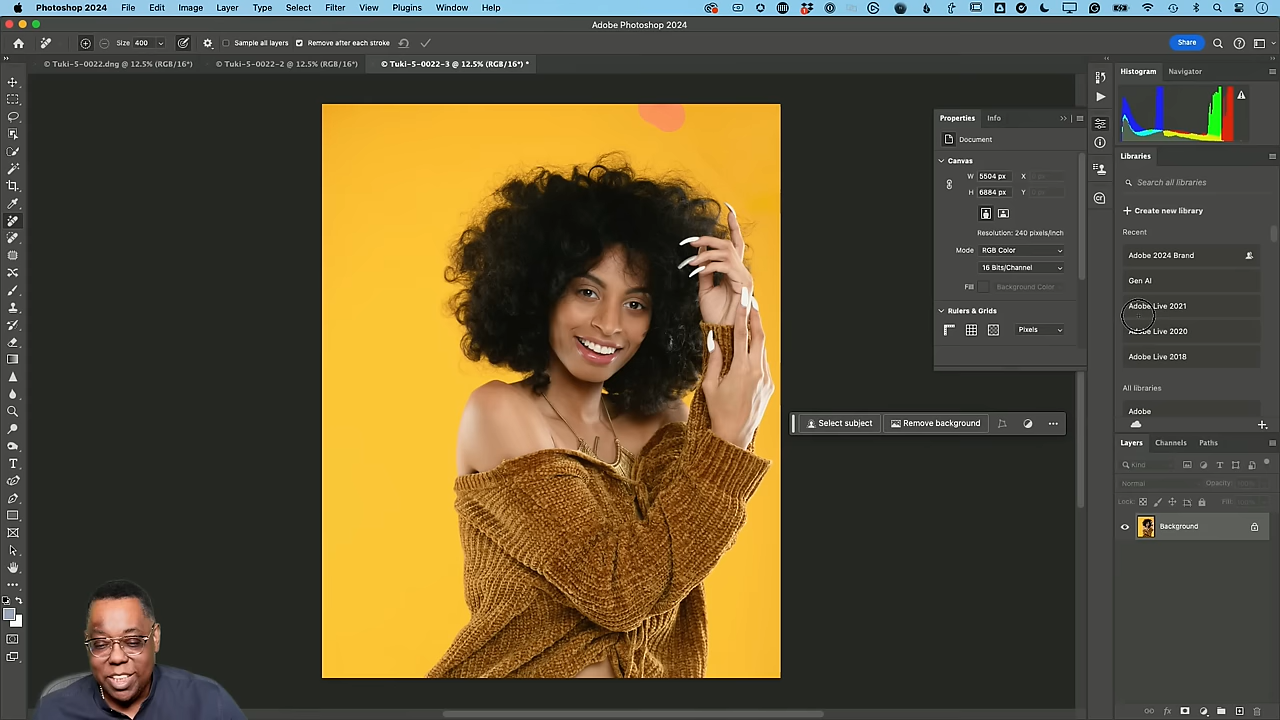 Photoshop 2024 File Edit Image Layer Type Select Filter View Plugins Window Help
Adobe Photoshop 2024
Size 400 Sample all layers Remove after each stroke Share
© Tuki-5-0022.dng @ 12.5% (RGB/16*) © Tuki-5-0022-2 @ 12.5% (RGB/16*) © Tuki-5-0022-3 @ 12.5% (RGB/16*) *
Properties Info
Document
Canvas
W 5504 px X
H 6884 px Y
Resolution: 240 pixels/inch
Mode RGB Color
16 Bits/Channel
Fill Background Color
Rulers & Grids
Pixels
Select subject Remove background
Histogram Navigator
Libraries
Search all libraries
Create new library
Recent
Adobe 2024 Brand
Gen AI
Adobe Live 2021
Adobe Live 2020
Adobe Live 2018
All libraries
Adobe
Layers Channels Paths
Kind
Normal Opacity:
Lock: Fill:
Background